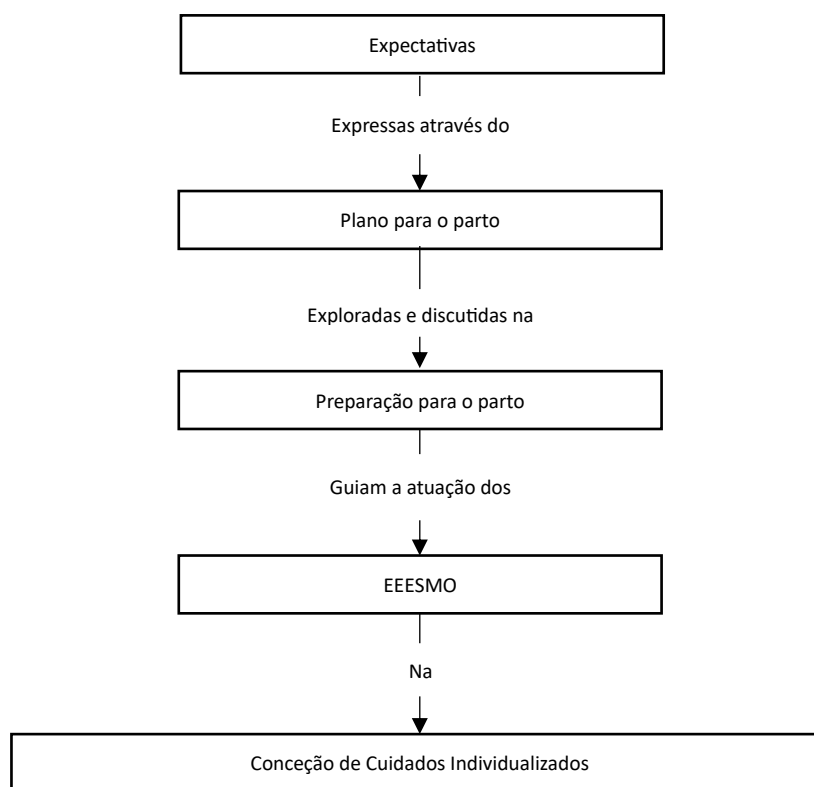 Expectativas
Expressas através do
Plano para o parto
Exploradas e discutidas na
Preparação para o parto
Guiam a atuação dos
EEESMO
Na
Conceção de Cuidados Individualizados